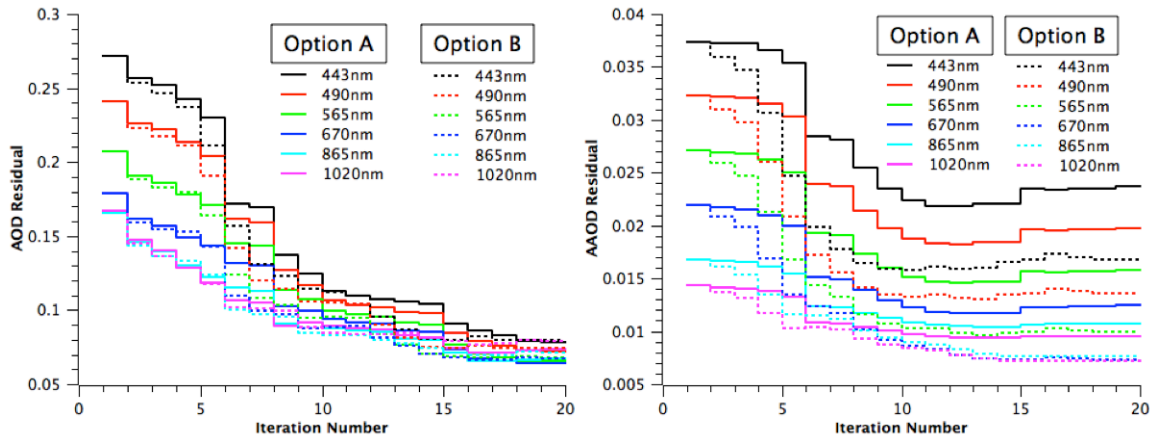 0.3
0.25
0.2
0.15
0.1
0.05
AOD Residual
0
5
10
15
20
Iteration Number
Option A
443nm
490nm
565nm
670nm
865nm
1020nm
Option B
443nm
490nm
565nm
670nm
865nm
1020nm
0.04
0.035
0.03
0.025
0.02
0.015
0.01
0.005
AAOD Residual
0
5
10
15
20
Iteration Number
Option A
443nm
490nm
565nm
670nm
865nm
1020nm
Option B
443nm
490nm
565nm
670nm
865nm
1020nm